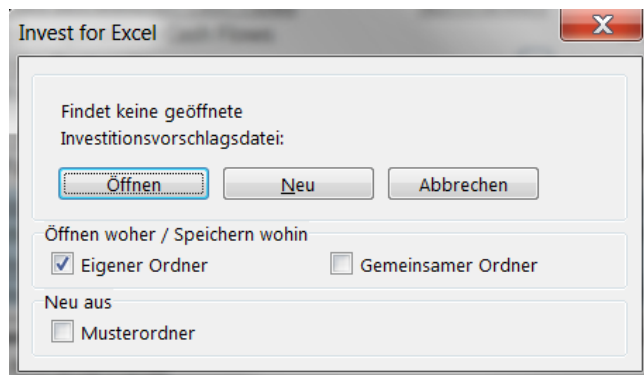 Invest for Excel
Findet keine geöffnete
Investitionsvorschlagsdatei:
Öffnen Neu Abbrechen
Öffnen woher / Speichern wohin
Eigener Ordner Gemeinsamer Ordner
Neu aus
Musterordner